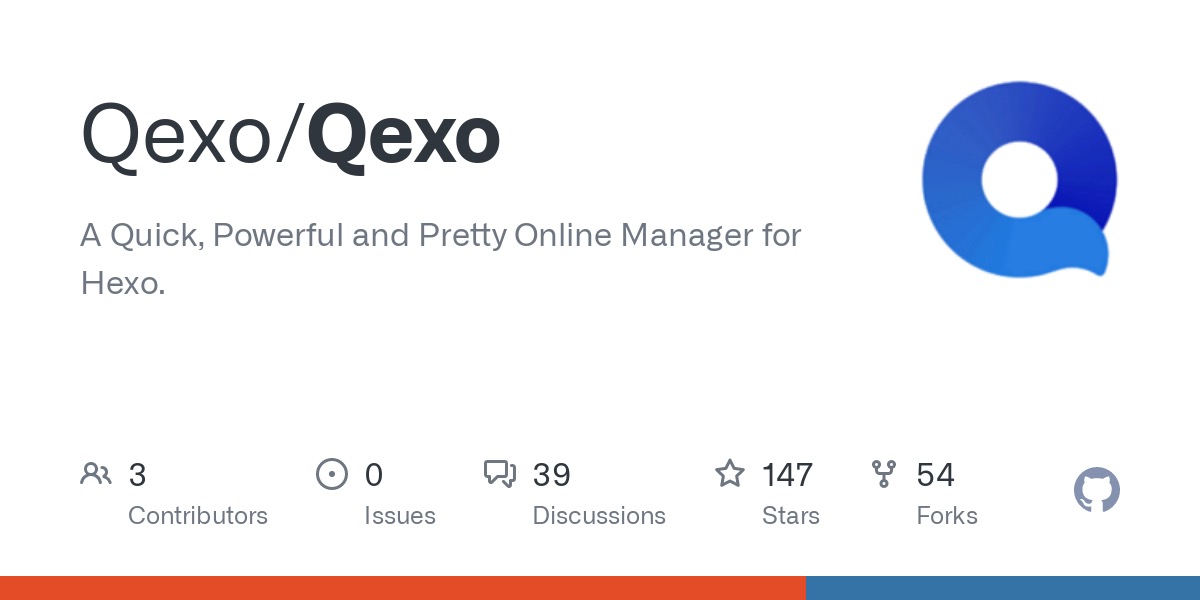 Qexo/Qexo
A Quick, Powerful and Pretty Online Manager for
Hexo.
3 0 39 147 54
Contributors Issues Discussions Stars Forks